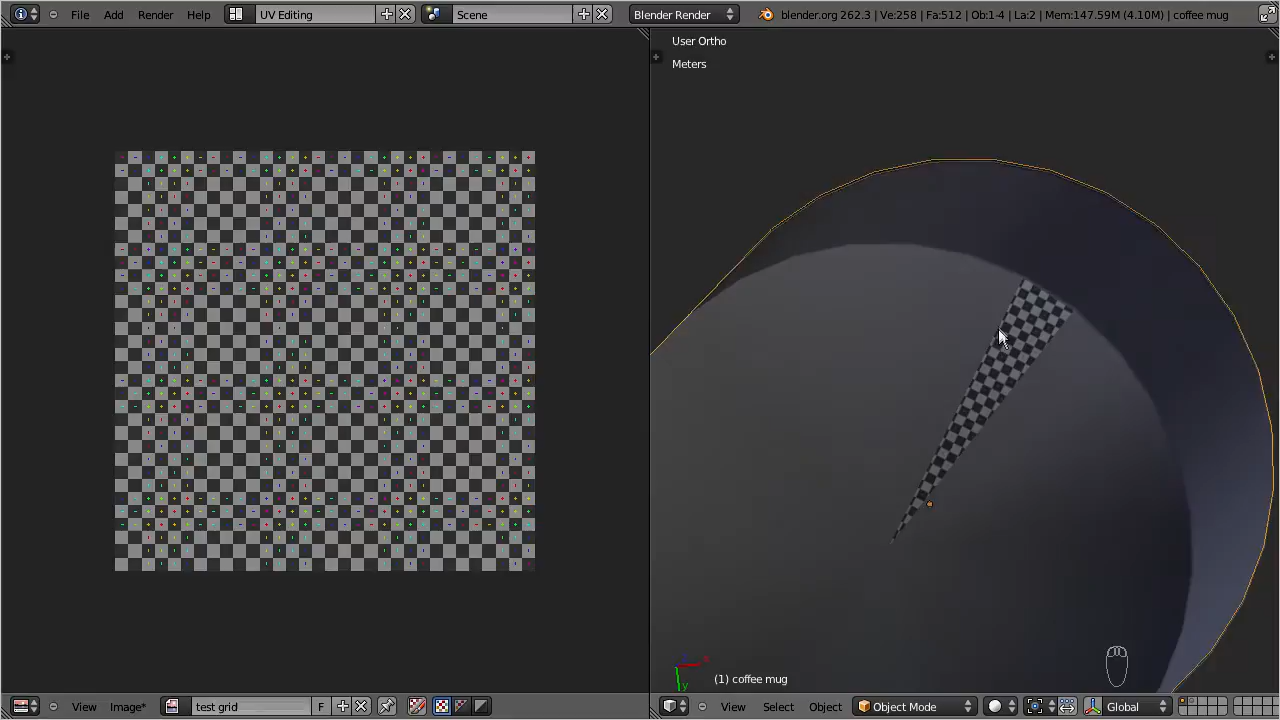 File Add Render Help UV Editing Scene Blender Render blender.org 262.3 | Ve:258 | Fa:512 | Ob:1-4 | La:2 | Mem:147.59M (4.10M) | coffee mug
User Ortho
Meters
(1) coffee mug
View Image* test grid F View Select Object Object Mode Global